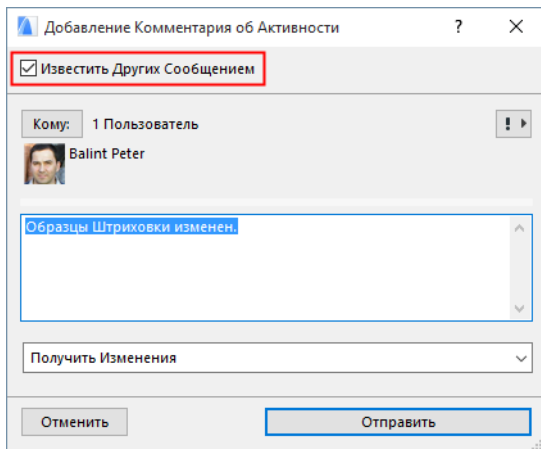 Добавление Комментария об Активности
Известить Других Сообщением
Кому: 1 Пользователь
Balint Peter
Образцы Штриховки изменен.
Получить Изменения
Отменить Отправить